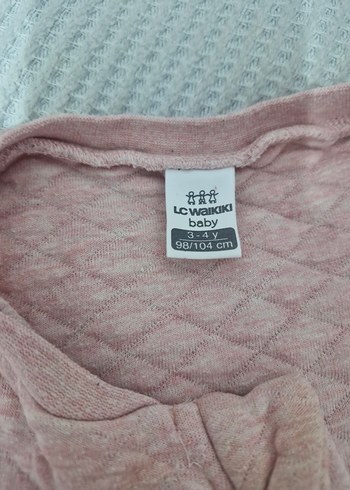 LC WAIKIKI
baby
3 - 4 y
98/104 cm